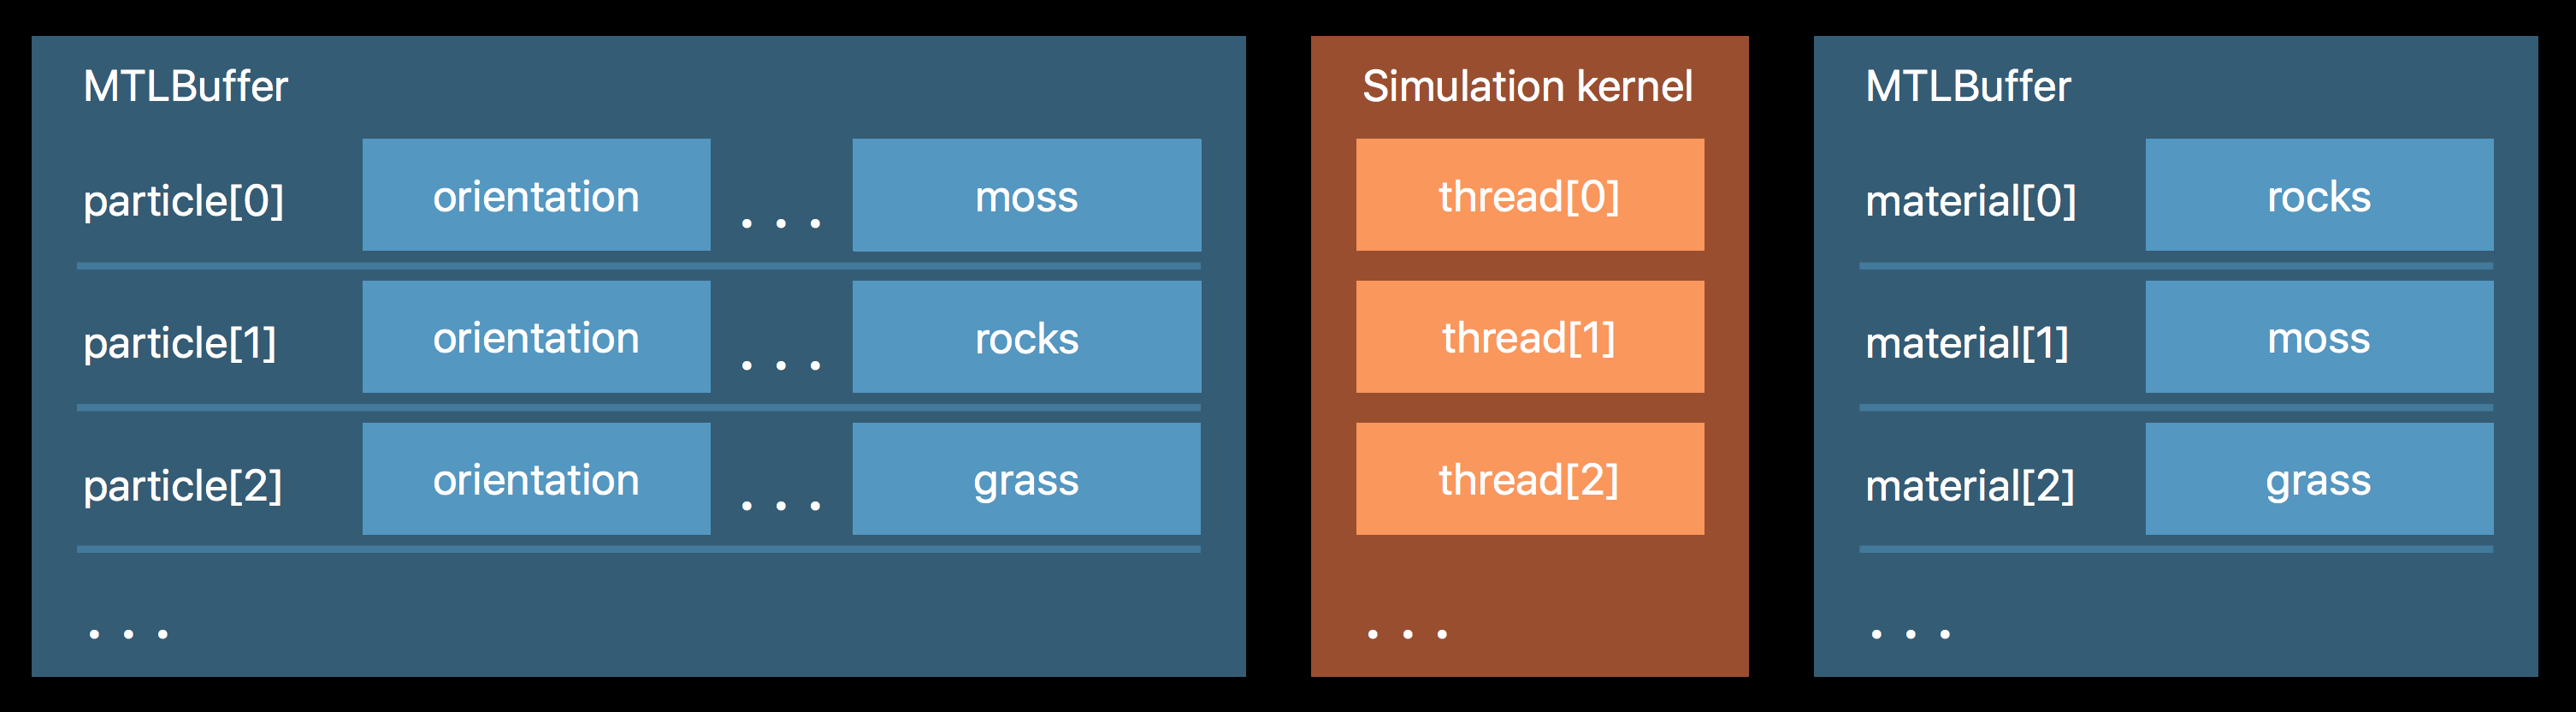 MTLBuffer
particle[0] orientation ... moss
particle[1] orientation ... rocks
particle[2] orientation ... grass
...
Simulation kernel
thread[0]
thread[1]
thread[2]
...
MTLBuffer
material[0] rocks
material[1] moss
material[2] grass
...